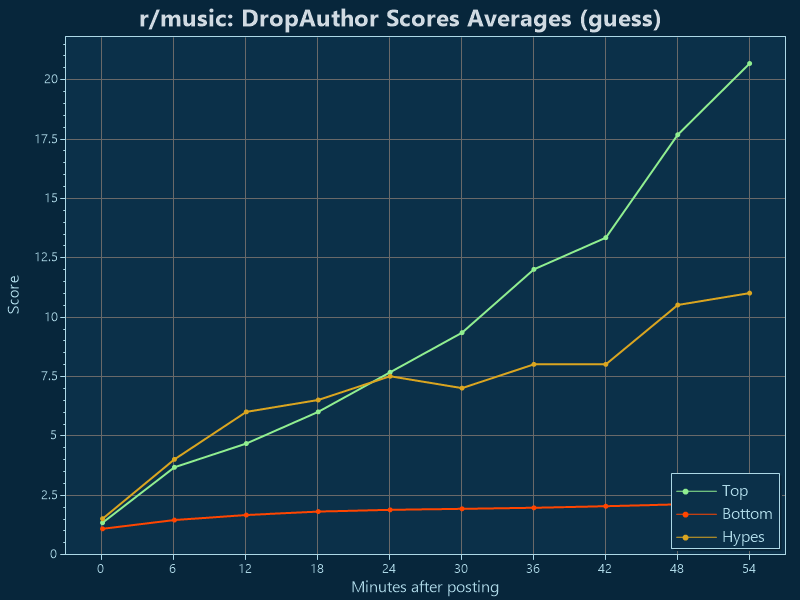 r/music: DropAuthor Scores Averages (guess)
20
17.5
15
12.5
10
7.5
5
2.5
0
Score
0 6 12 18 24 30 36 42 48 54
Minutes after posting
Top
Bottom
Hypes